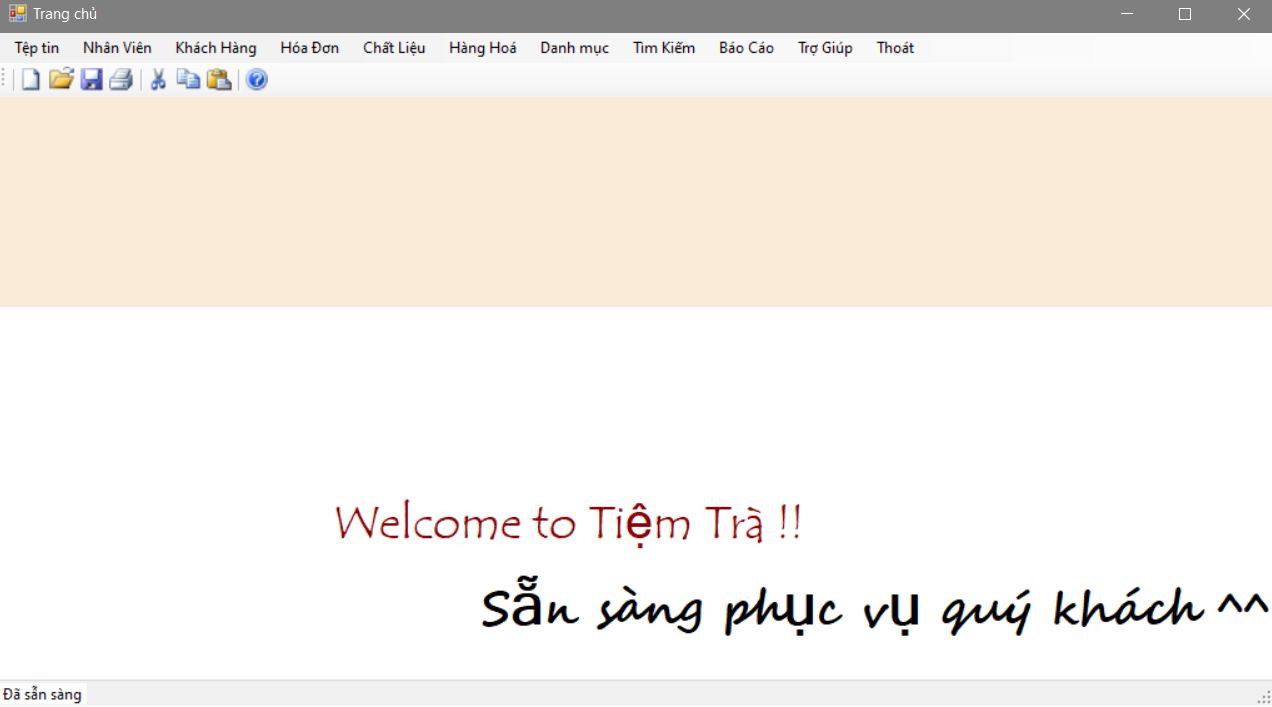 Trang chủ
Tệp tin Nhân Viên Khách Hàng Hóa Đơn Chất Liệu Hàng Hoá Danh mục Tìm Kiếm Báo Cáo Trợ Giúp Thoát
Welcome to Tiệm Trà !!
Sẵn sàng phục vụ quý khách ^^
Đã sẵn sàng